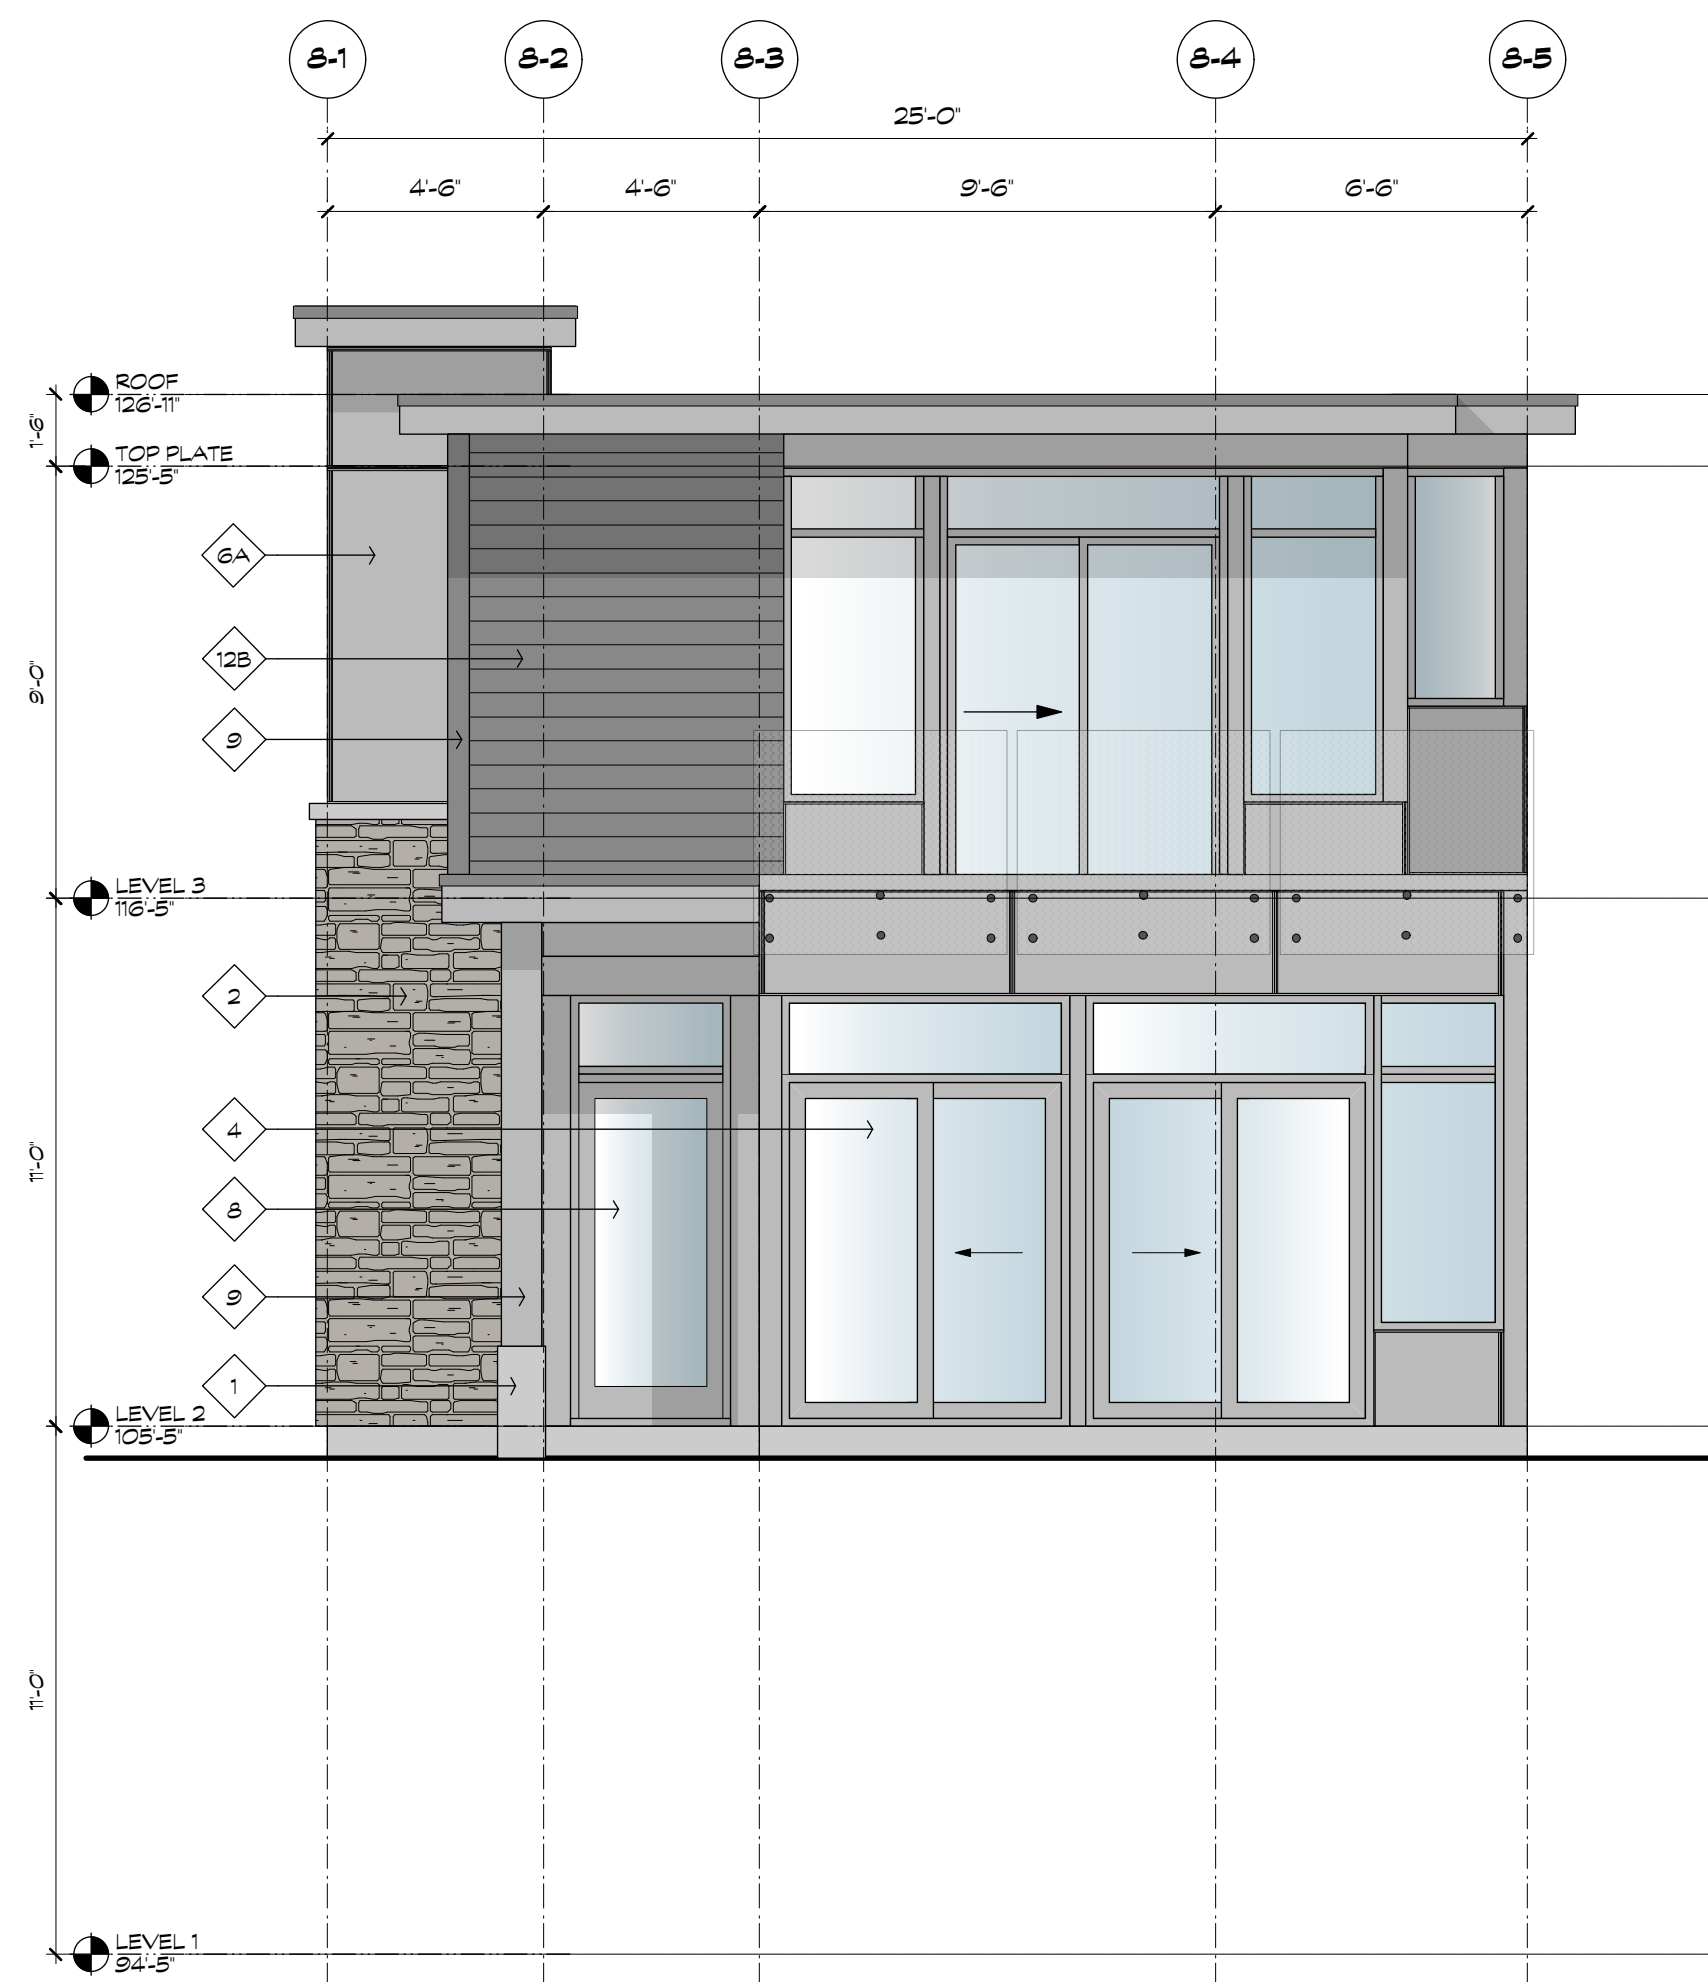 8-1 8-2 8-3 8-4 8-5
25'-0"
4'-6" 4'-6" 9'-6" 6'-6"
ROOF
126'-11"
1'-6"
TOP PLATE
125'-5"
6A
12B
9'-0"
9
LEVEL 3
116'-5"
2
4
11'-0"
8
9
1
LEVEL 2
105'-5"
11'-0"
LEVEL 1
94'-5"